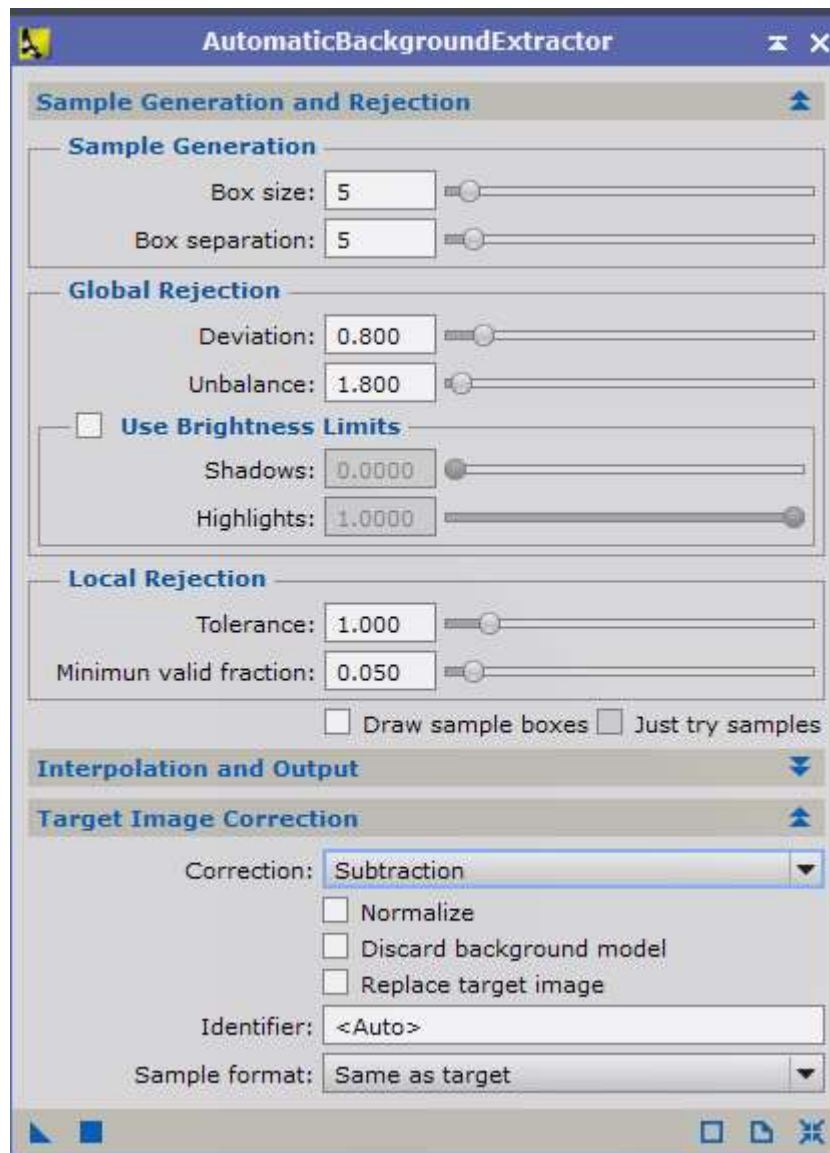 AutomaticBackgroundExtractor
Sample Generation and Rejection
Sample Generation
Box size: 5
Box separation: 5
Global Rejection
Deviation: 0.800
Unbalance: 1.800
Use Brightness Limits
Shadows: 0.0000
Highlights: 1.0000
Local Rejection
Tolerance: 1.000
Minimun valid fraction: 0.050
Draw sample boxes Just try samples
Interpolation and Output
Target Image Correction
Correction: Subtraction
Normalize
Discard background model
Replace target image
Identifier: <Auto>
Sample format: Same as target